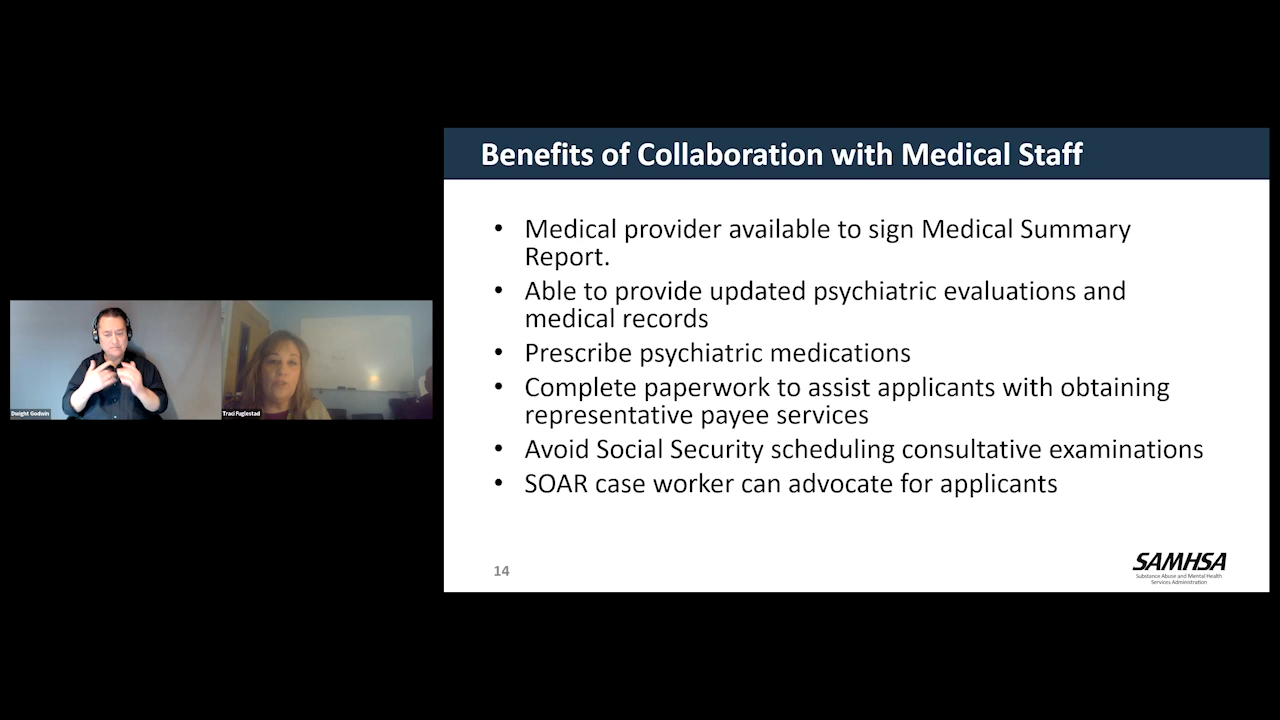 Benefits of Collaboration with Medical Staff
• Medical provider available to sign Medical Summary
Report.
• Able to provide updated psychiatric evaluations and
medical records
• Prescribe psychiatric medications
• Complete paperwork to assist applicants with obtaining
representative payee services
• Avoid Social Security scheduling consultative examinations
• SOAR case worker can advocate for applicants
14
SAMHSA
Substance Abuse and Mental Health
Services Administration
Dwight Godwin
Traci Fuglestad